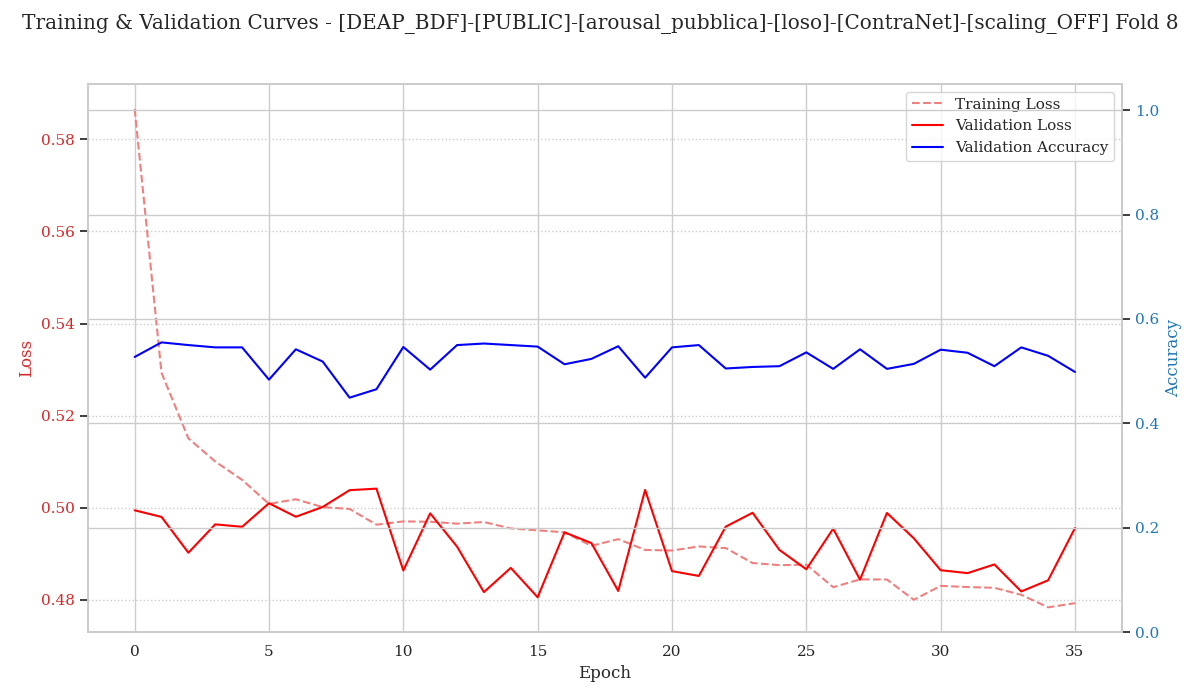 Training & Validation Curves - [DEAP_BDF]-[PUBLIC]-[arousal_pubblica]-[loso]-[ContraNet]-[scaling_OFF] Fold 8
Training Loss
Validation Loss
Validation Accuracy
0.58
0.56
0.54
0.52
0.50
0.48
Loss
1.0
0.8
0.6
0.4
0.2
0.0
Accuracy
0 5 10 15 20 25 30 35
Epoch